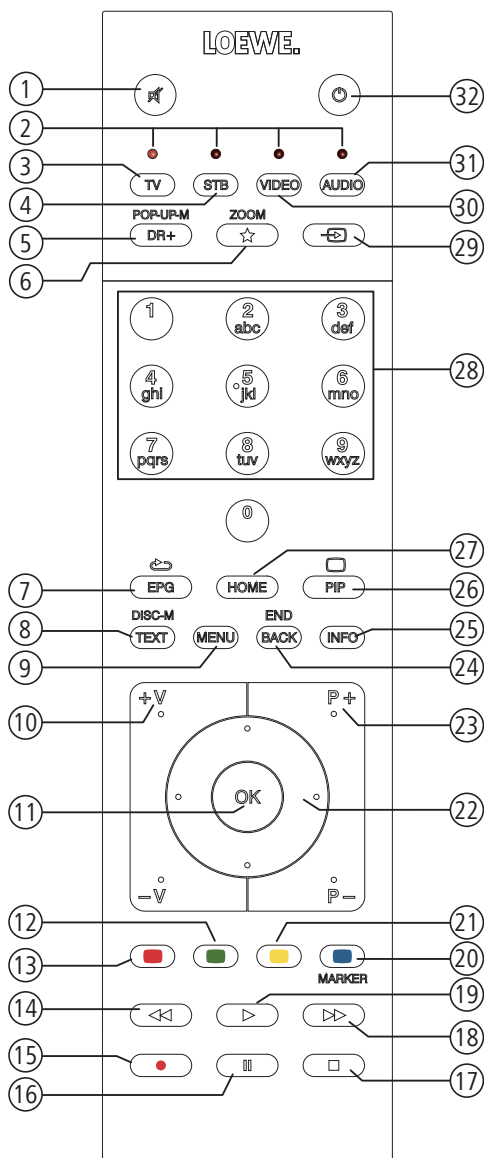 LOEWE.
1
32
2
3
TV
STB
VIDEO
AUDIO
31
4
30
POP-UP-M
ZOOM
5
DR+
29
6
1
2
abc
3
def
28
4
ghi
5
jkl
6
mno
7
pqrs
8
tuv
9
wxyz
0
27
7
EPG
HOME
PIP
26
DISC-M
END
8
TEXT
MENU
BACK
INFO
25
9
24
10
+V
P+
23
11
OK
22
−V
P−
12
21
13
20
MARKER
14
19
18
15
16
17